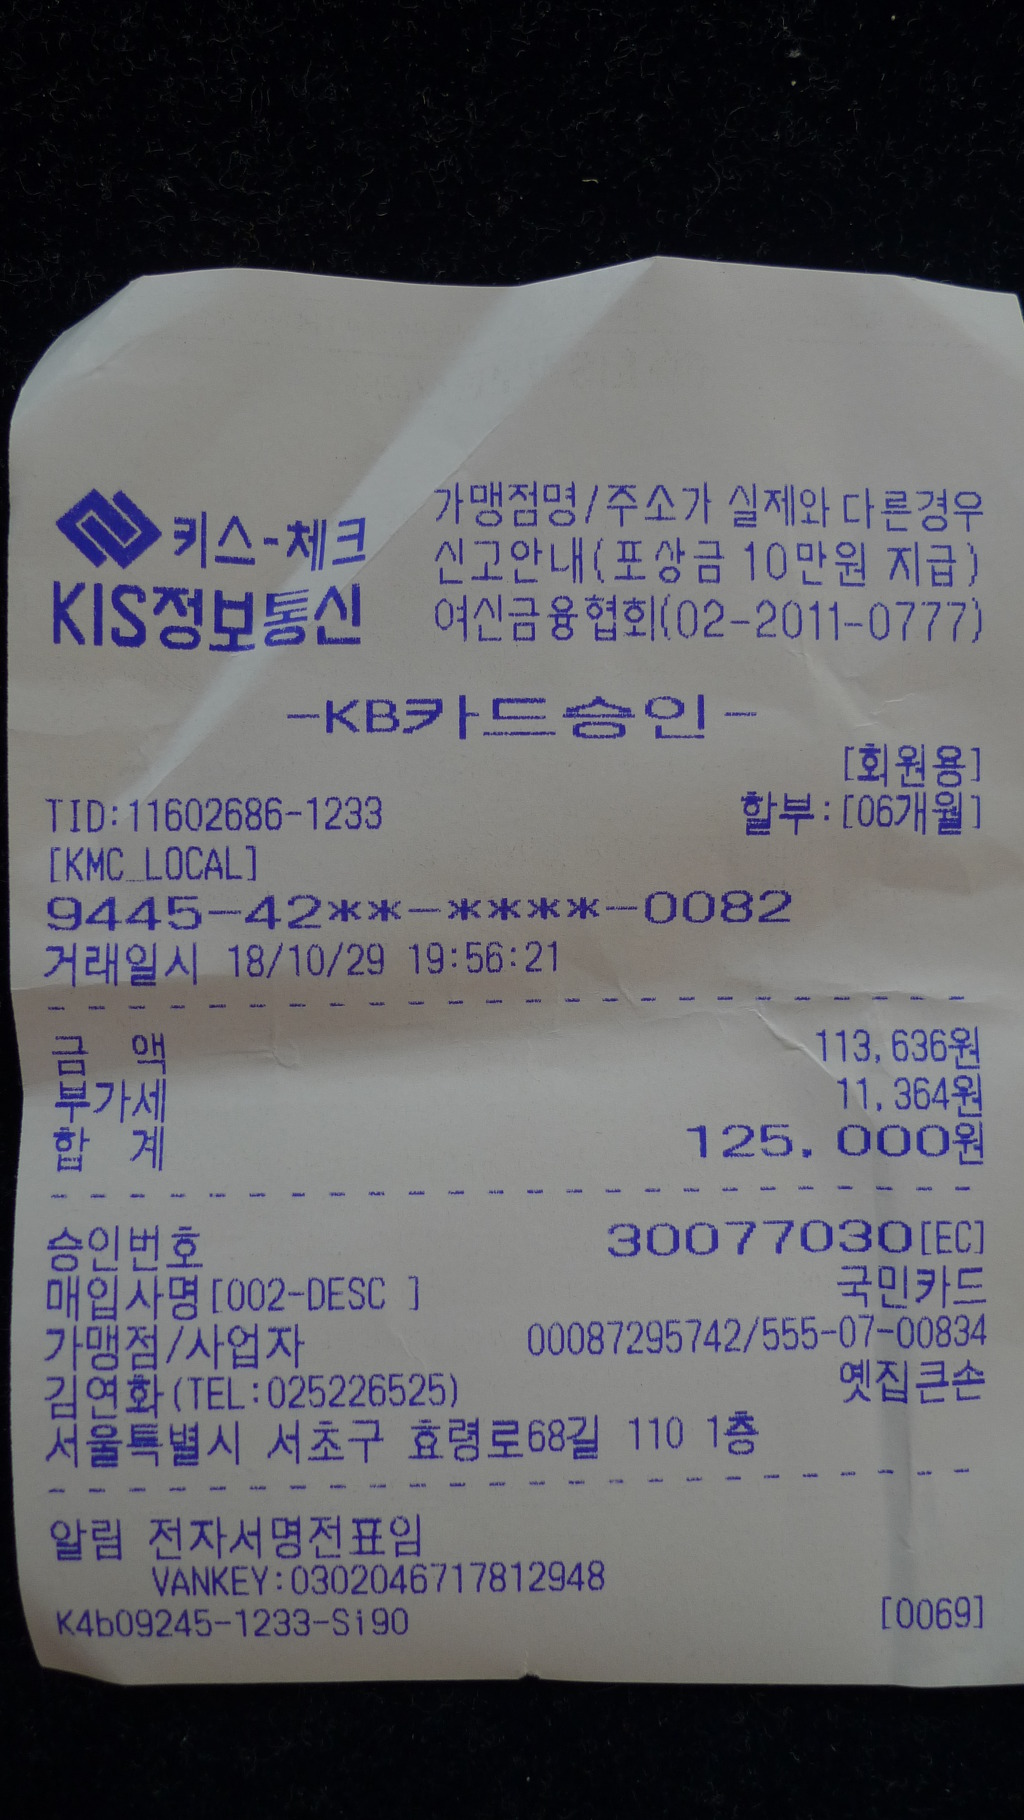 키스-체크
KIS정보통신
가맹점명/주소가 실제와 다른경우
신고안내(포상금 10만원 지급)
여신금융협회(02-2011-0777)
-KB카드승인-
[회원용]
TID:11602686-1233 할부:[06개월]
[KMC_LOCAL]
9445-42**-****-0082
거래일시 18/10/29 19:56:21
금 액 113,636원
부가세 11,364원
합 계 125,000원
승인번호 30077030[EC]
매입사명[002-DESC ] 국민카드
가맹점/사업자 00087295742/555-07-00834
김연화(TEL:025226525) 옛집큰손
서울특별시 서초구 효령로68길 110 1층
알림 전자서명전표임
VANKEY:0302046717812948
K4b09245-1233-Si90 [0069]